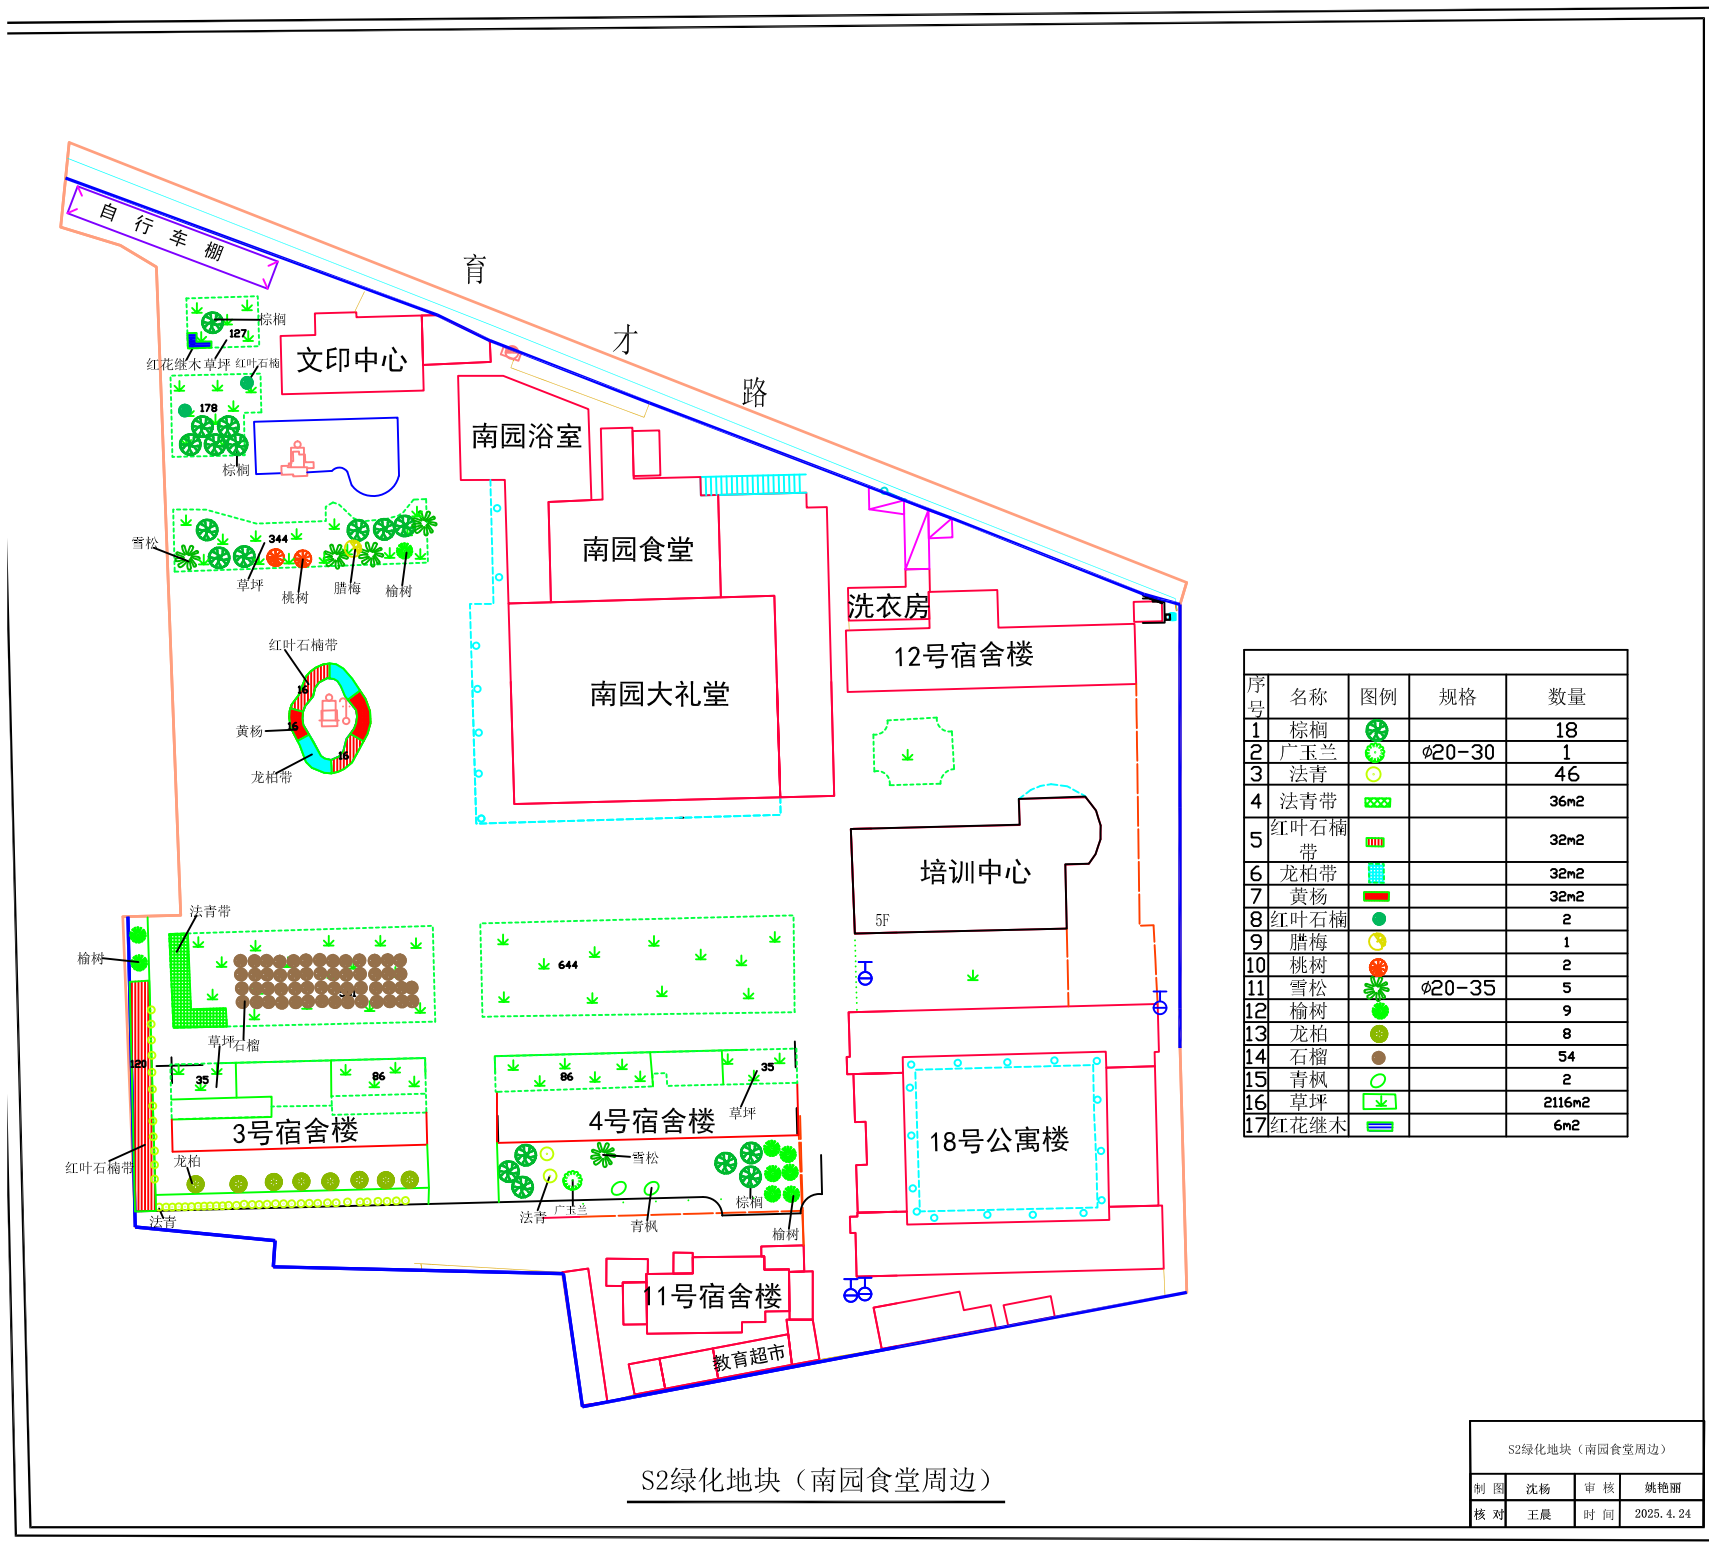 自行车棚
育
才
路
棕榈
127
红花继木 草坪 红叶石楠
文印中心
178
南园浴室
棕榈
344
雪松
草坪
桃树
腊梅
榆树
南园食堂
洗衣房
12号宿舍楼
红叶石楠带
16
黄杨
16
16
龙柏带
南园大礼堂
培训中心
5F
法青带
榆树
644
草坪
石榴
120
35
86
86
35
草坪
3号宿舍楼
4号宿舍楼
18号公寓楼
红叶石楠带
龙柏
雪松
法青
法青
广玉兰
青枫
棕榈
榆树
11号宿舍楼
教育超市
序号 名称 图例 规格 数量
1 棕榈 18
2 广玉兰 ø20-30 1
3 法青 46
4 法青带 36m2
5 红叶石楠带 32m2
6 龙柏带 32m2
7 黄杨 32m2
8 红叶石楠 2
9 腊梅 1
10 桃树 2
11 雪松 ø20-35 5
12 榆树 9
13 龙柏 8
14 石榴 54
15 青枫 2
16 草坪 2116m2
17 红花继木 6m2
S2绿化地块（南园食堂周边）
S2绿化地块（南园食堂周边）
制 图 沈杨 审 核 姚艳丽
核 对 王晨 时 间 2025.4.24